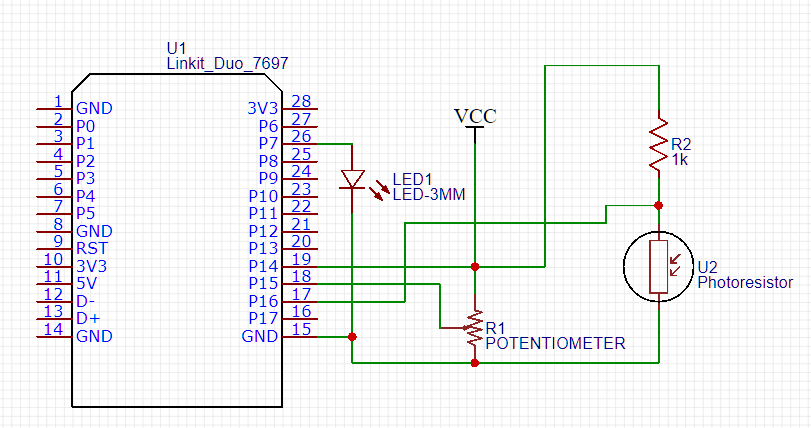 U1
Linkit_Duo_7697
1 GND
2 P0
3 P1
4 P2
5 P3
6 P4
7 P5
8 GND
9 RST
10 3V3
11 5V
12 D-
13 D+
14 GND
3V3 28
P6 27
P7 26
P8 25
P9 24
P10 23
P11 22
P12 21
P13 20
P14 19
P15 18
P16 17
P17 16
GND 15
LED1
LED-3MM
VCC
R1
POTENTIOMETER
R2
1k
U2
Photoresistor